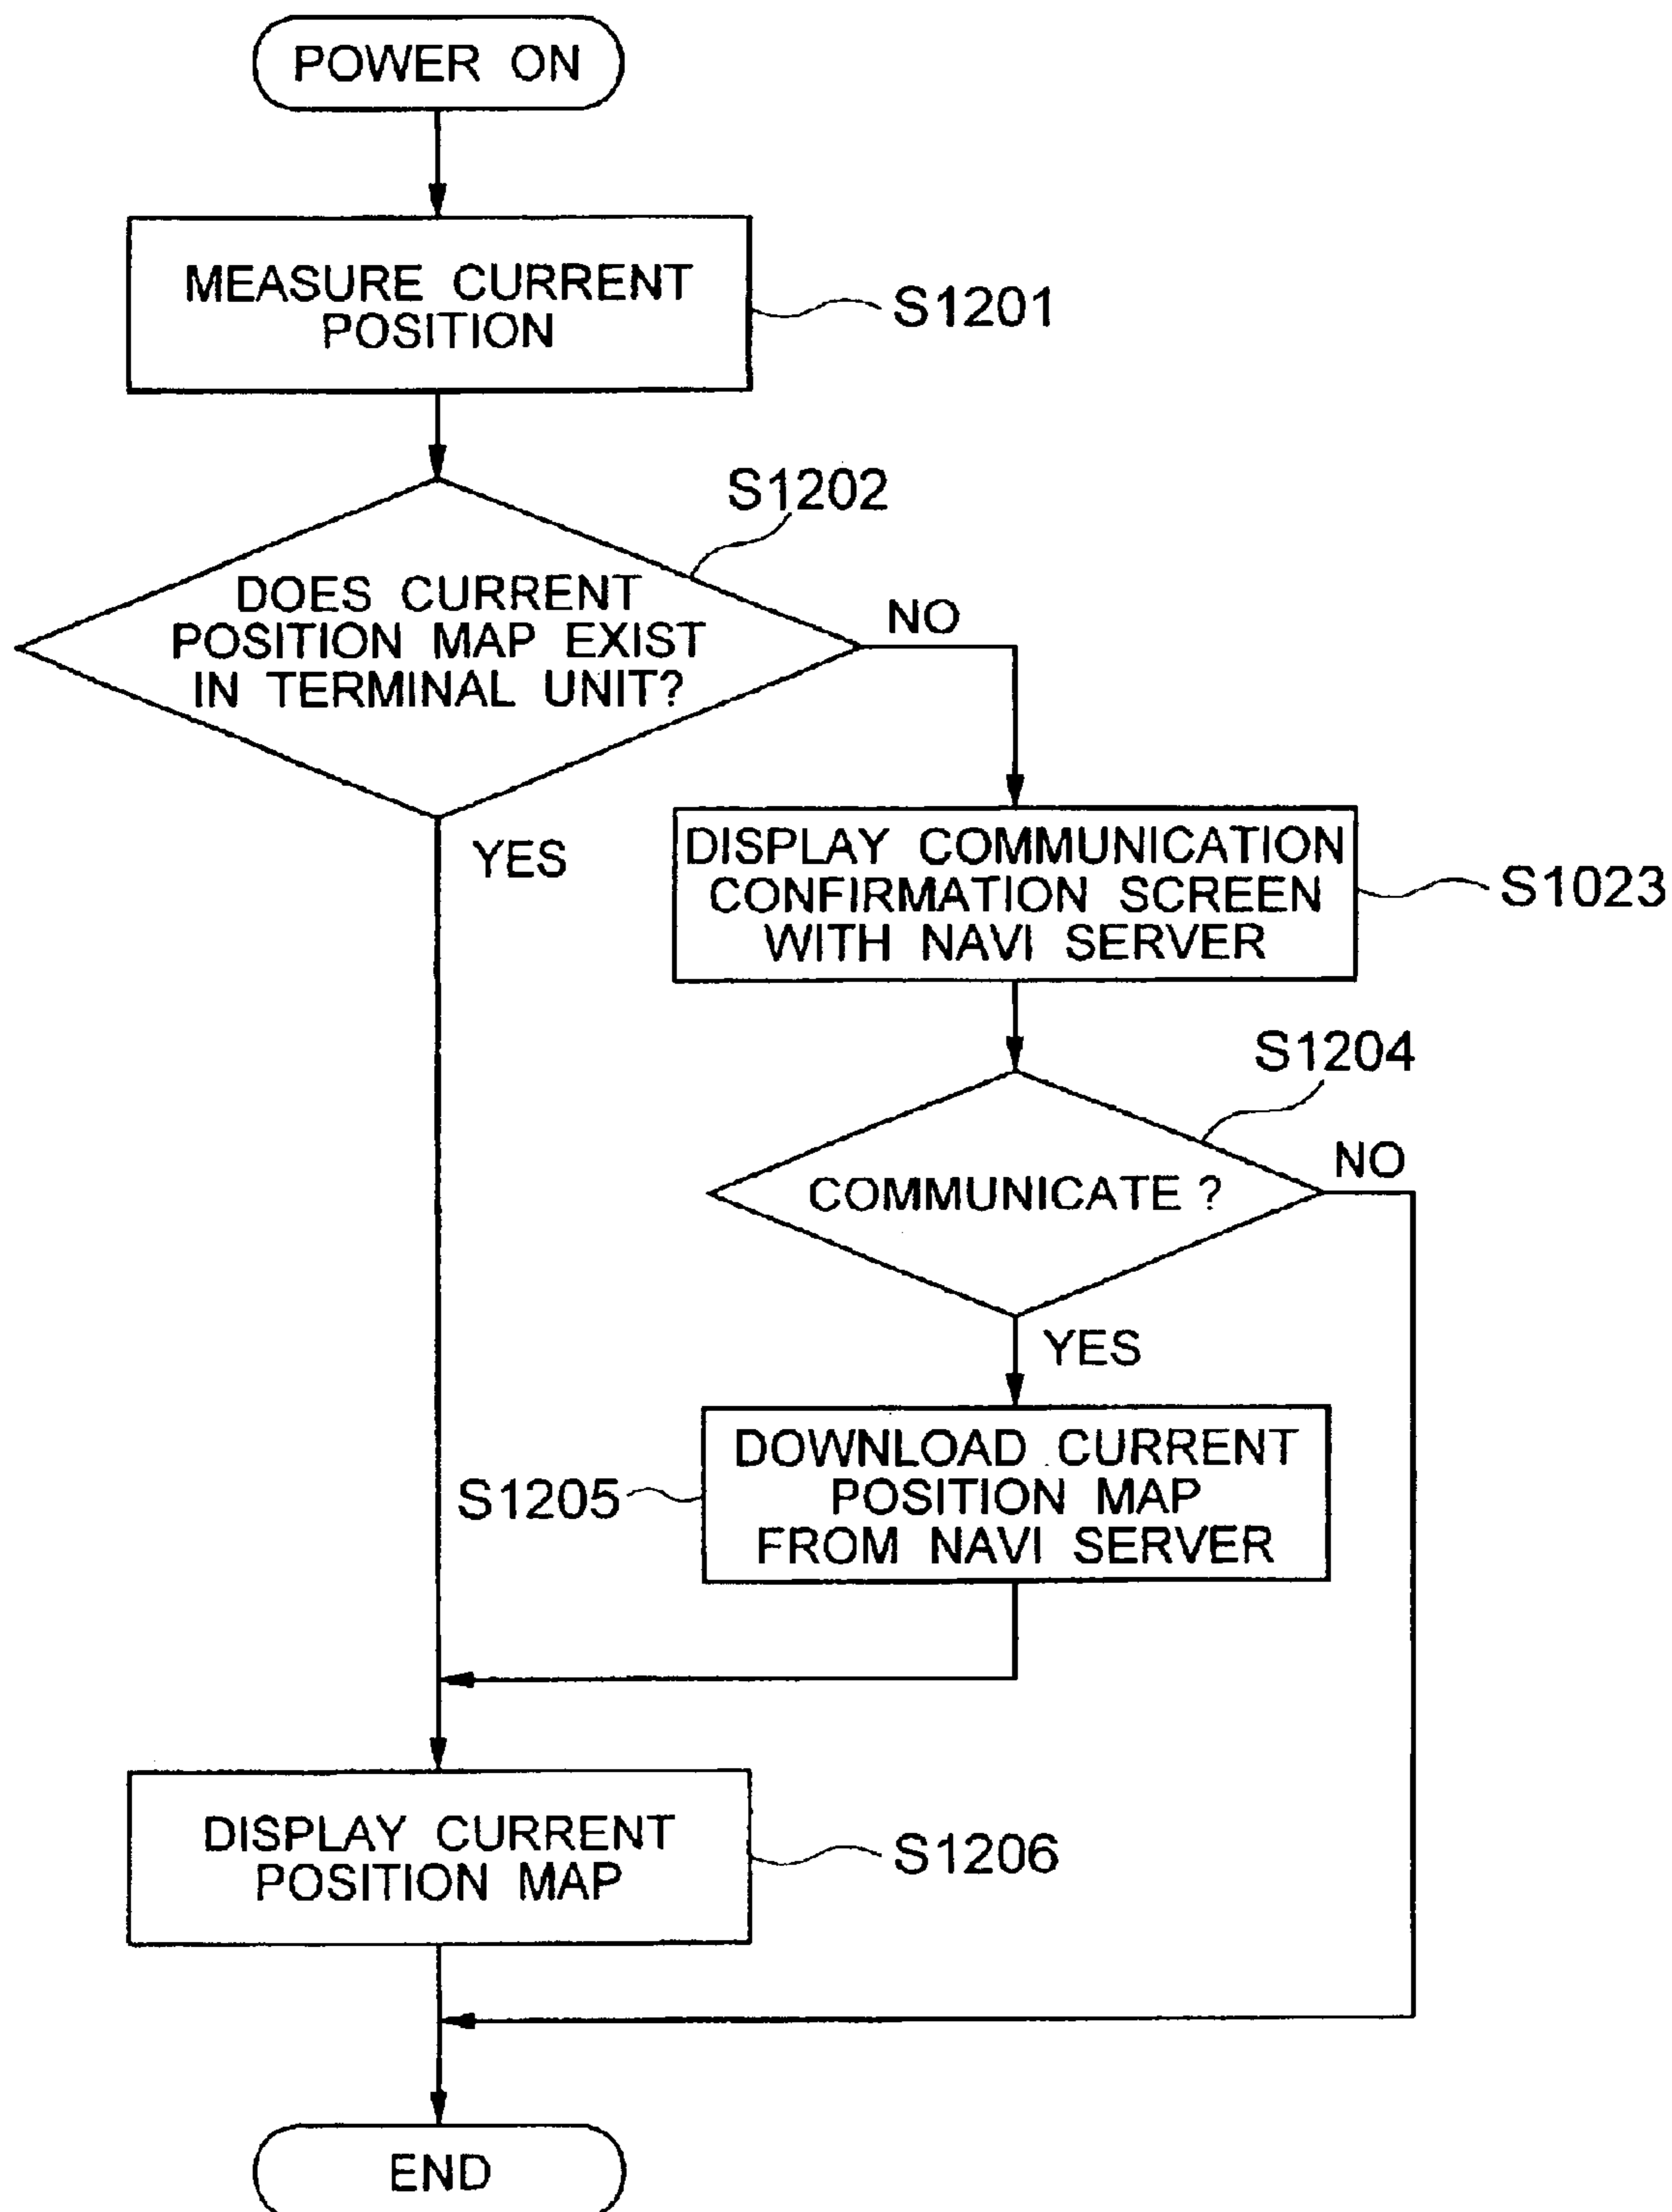 POWER ON
MEASURE CURRENT
POSITION
S1201
S1202
DOES CURRENT
POSITION MAP EXIST
IN TERMINAL UNIT?
NO
YES
DISPLAY COMMUNICATION
CONFIRMATION SCREEN
WITH NAVI SERVER
S1023
S1204
COMMUNICATE ?
NO
YES
DOWNLOAD CURRENT
POSITION MAP
FROM NAVI SERVER
S1205
DISPLAY CURRENT
POSITION MAP
S1206
END